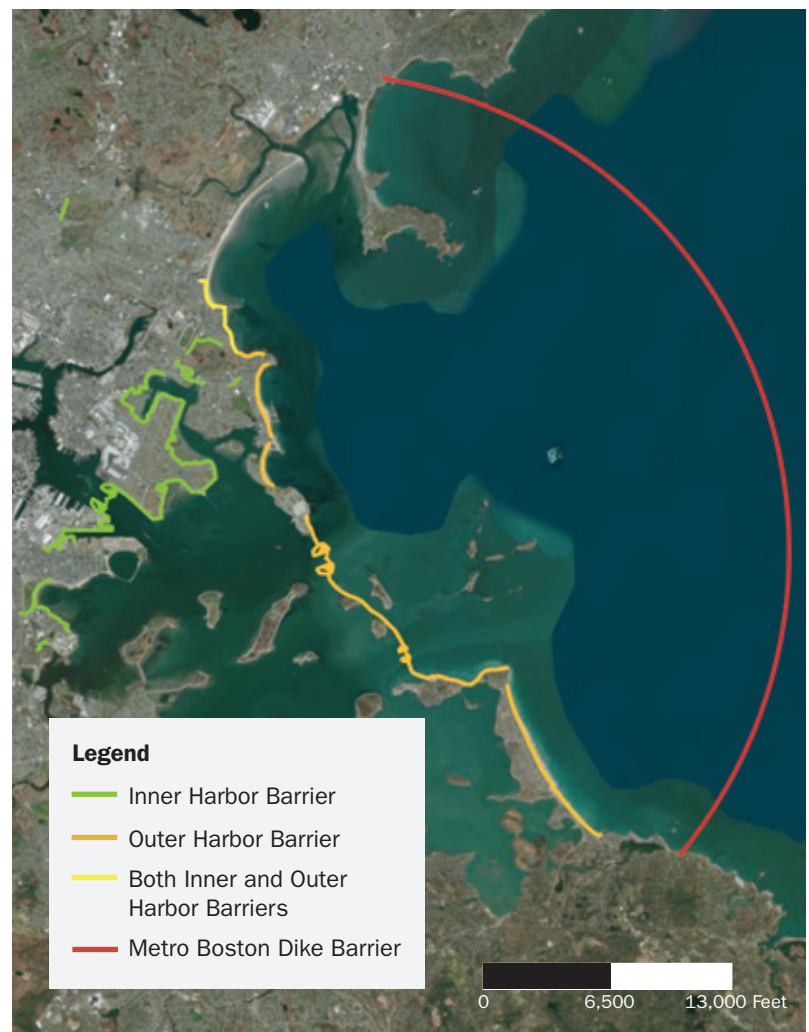 Legend
Inner Harbor Barrier
Outer Harbor Barrier
Both Inner and Outer
Harbor Barriers
Metro Boston Dike Barrier
0 6,500 13,000 Feet